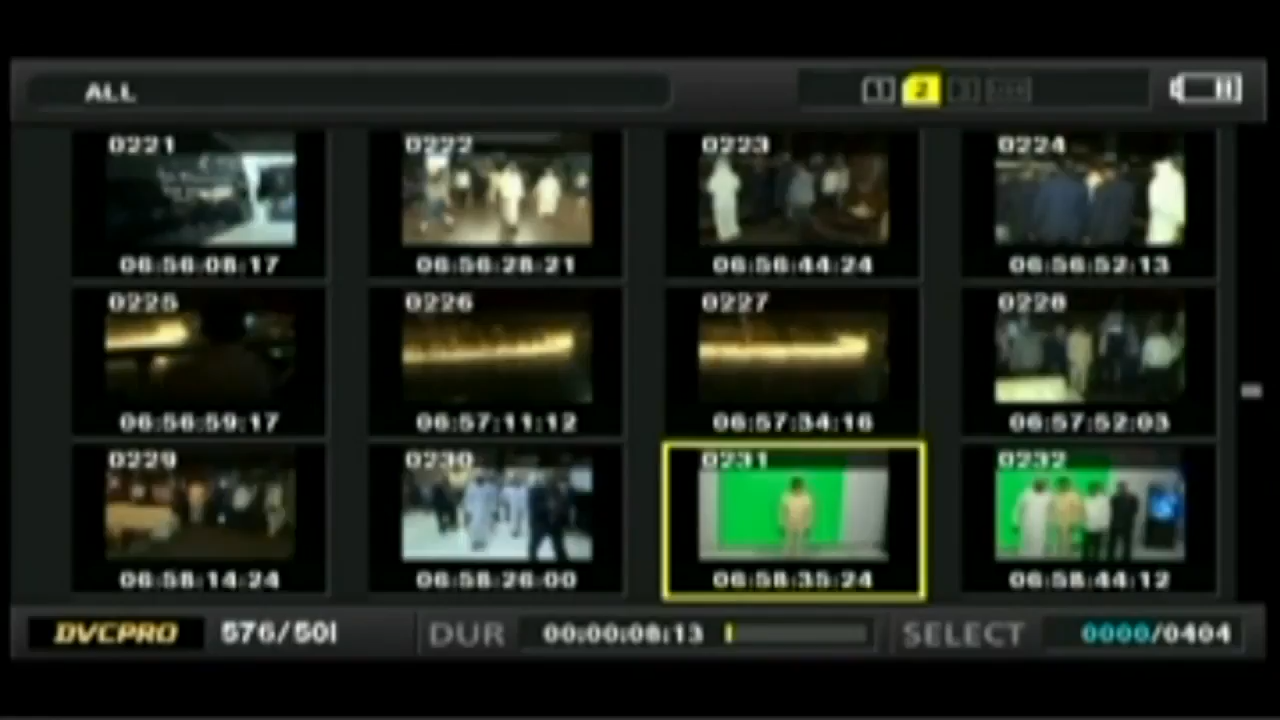 ALL 1 2 3
0221 0222 0223 0224
06:56:08:17 06:56:28:21 06:56:44:24 06:56:52:13
0225 0226 0227 0228
06:56:59:17 06:57:11:12 06:57:34:16 06:57:52:03
0229 0230 0231 0232
06:58:14:24 06:58:26:00 06:58:35:24 06:58:44:12
DVCPRO 576/50I DUR 00:00:08:13 SELECT 0000/0404